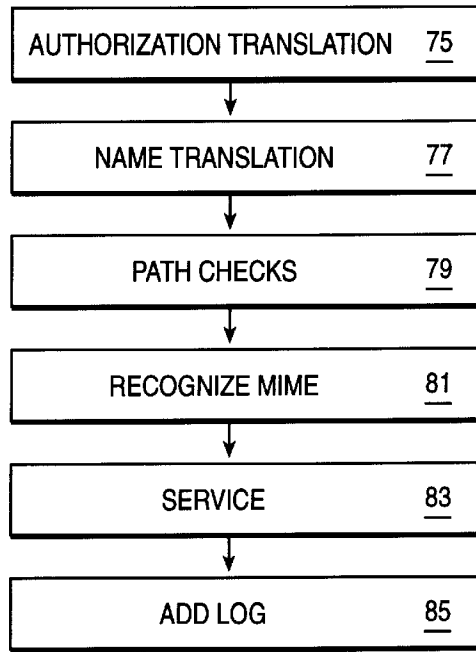 AUTHORIZATION TRANSLATION 75
NAME TRANSLATION 77
PATH CHECKS 79
RECOGNIZE MIME 81
SERVICE 83
ADD LOG 85